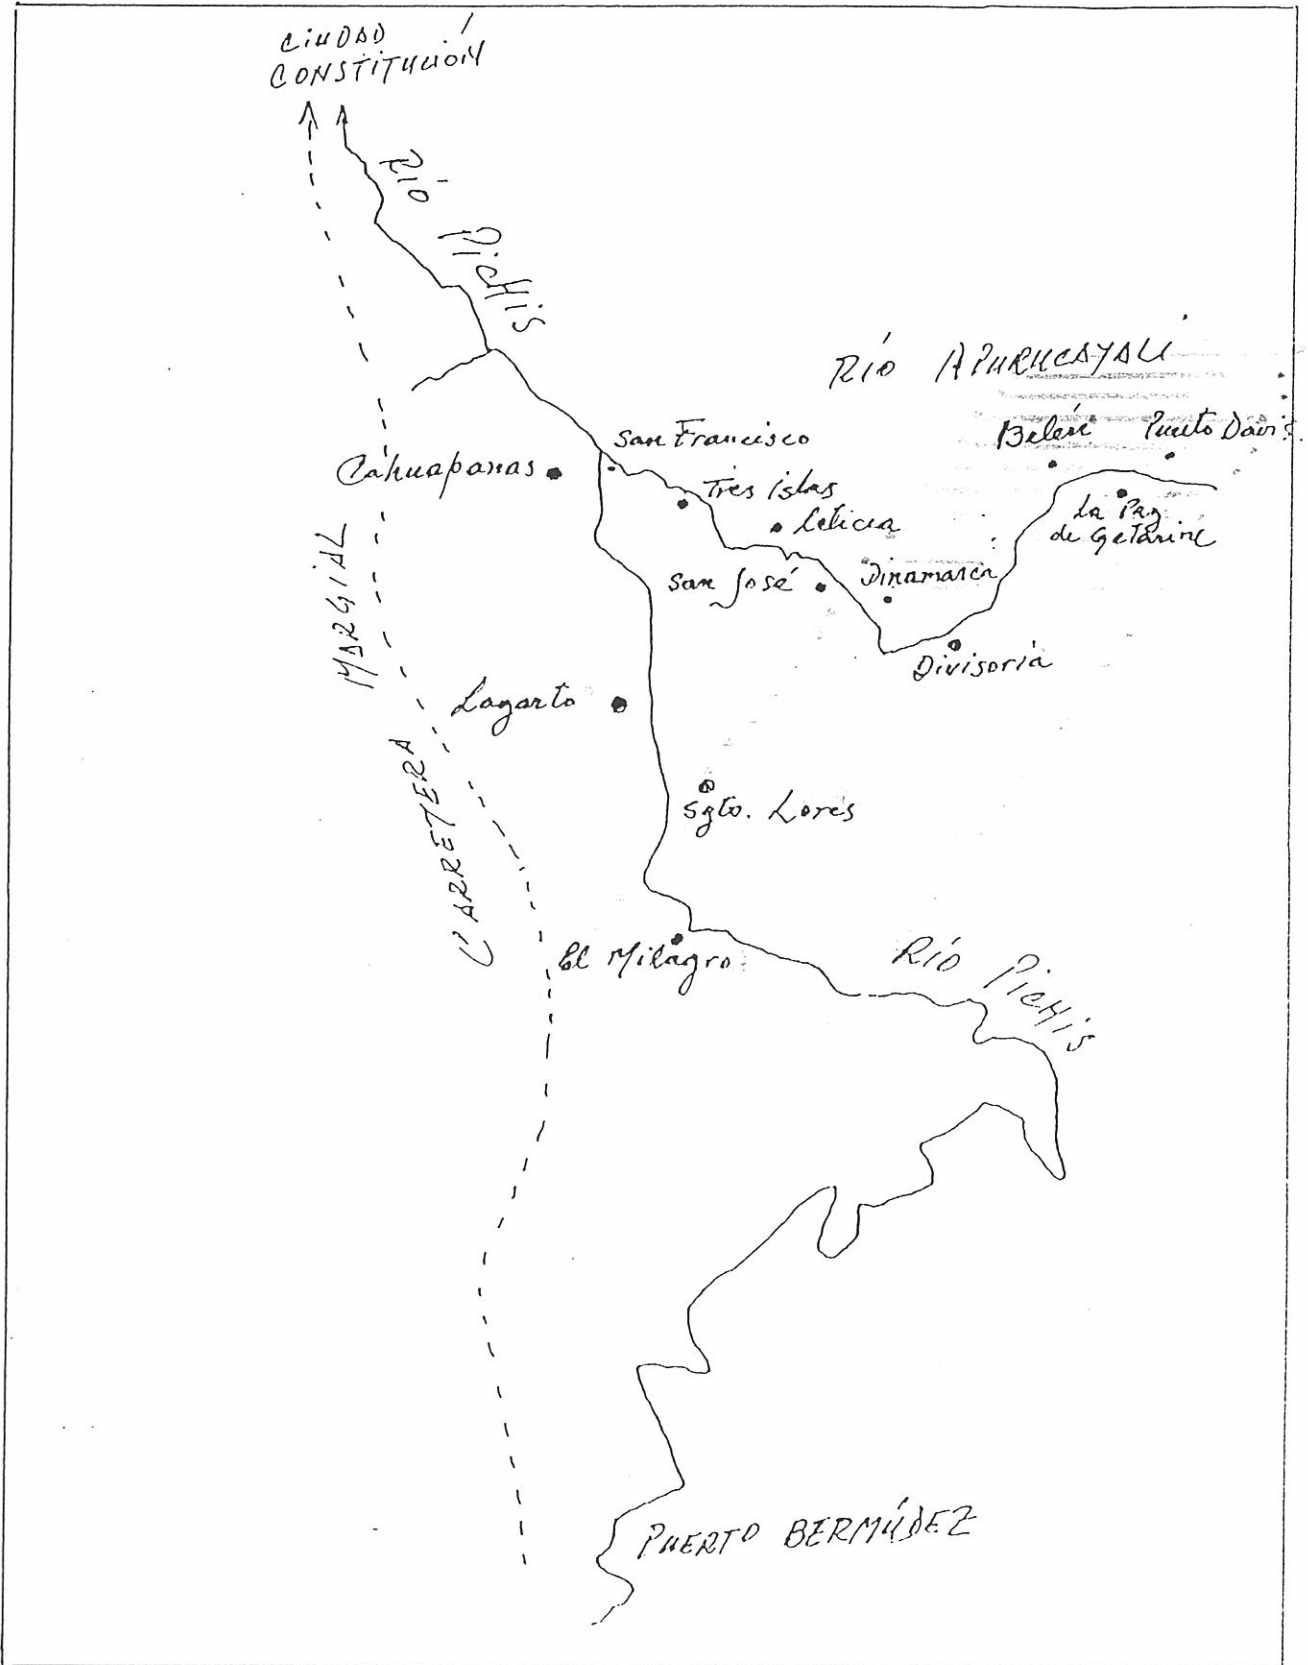 CIUDAD
CONSTITUCIÓN
RÍO PICHIS
RÍO APURUCAYALI
Belén
Puerto Davis
San Francisco
Cahuapanas
Tres islas
Leticia
La Paz
de Getarine
San José
Dinamarca
Divisoria
MARGIAL
Lagarto
CARRETERA
Sgto. Lores
El Milagro
RÍO PICHIS
PUERTO BERMÚDEZ